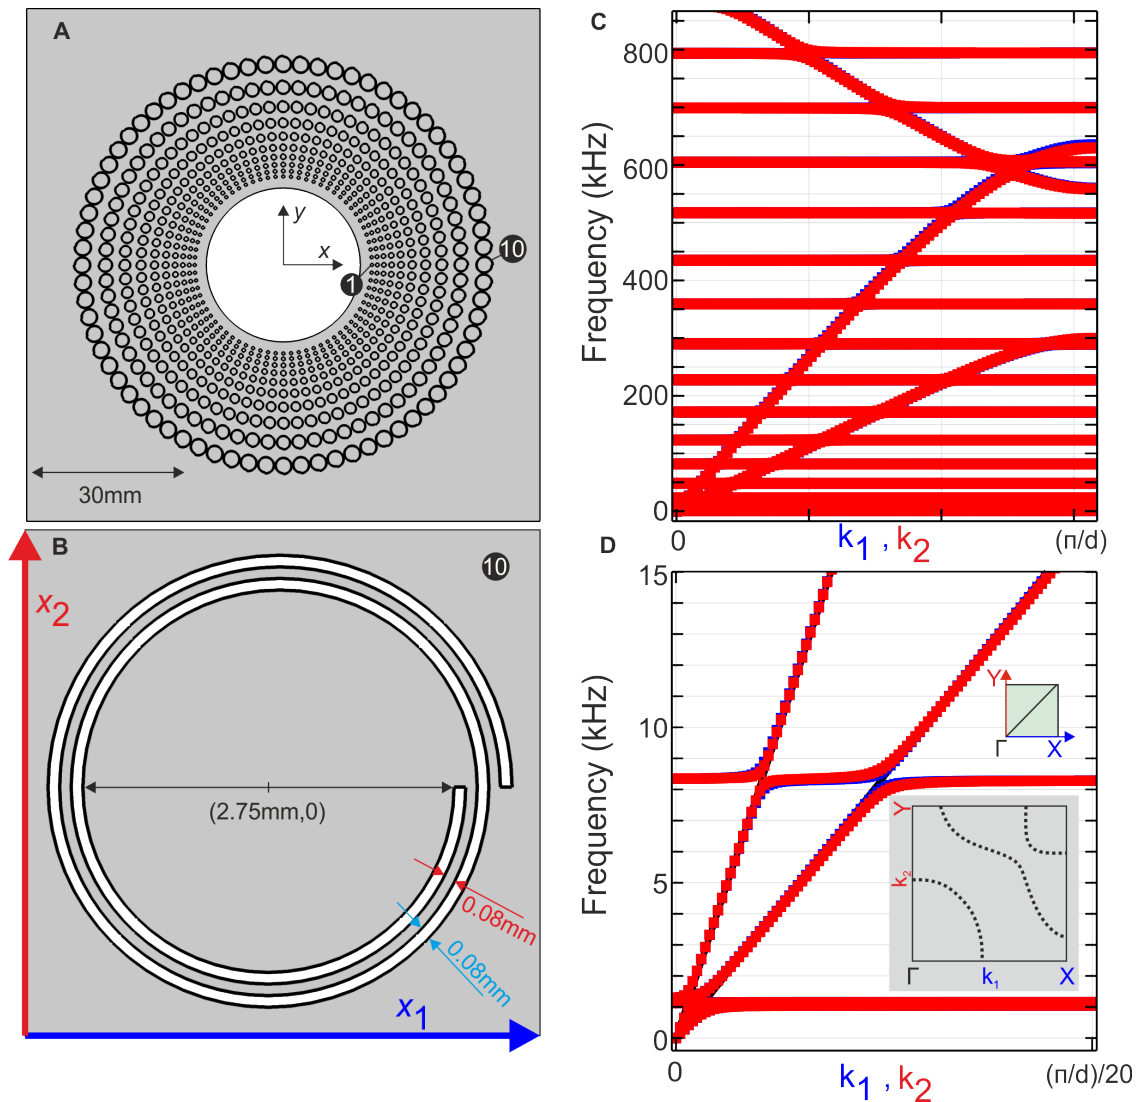 A
y
x
1
10
30mm
B
10
x2
(2.75mm,0)
0.08mm
0.08mm
x1
C
Frequency (kHz)
800
600
400
200
0
0
k1 , k2
(π/d)
D
Frequency (kHz)
15
10
5
0
Y
Γ
X
Y
k2
Γ
k1
X
0
k1 , k2
(π/d)/20